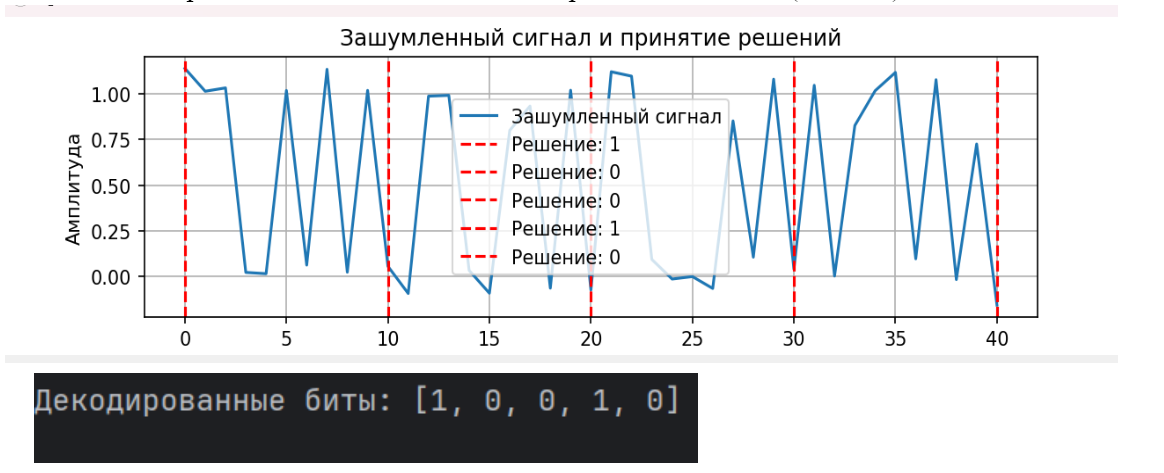 Зашумленный сигнал и принятие решений
1.00
0.75
0.50
0.25
0.00
Амплитуда
Зашумленный сигнал
Решение: 1
Решение: 0
Решение: 0
Решение: 1
Решение: 0
0 5 10 15 20 25 30 35 40
Декодированные биты: [1, 0, 0, 1, 0]